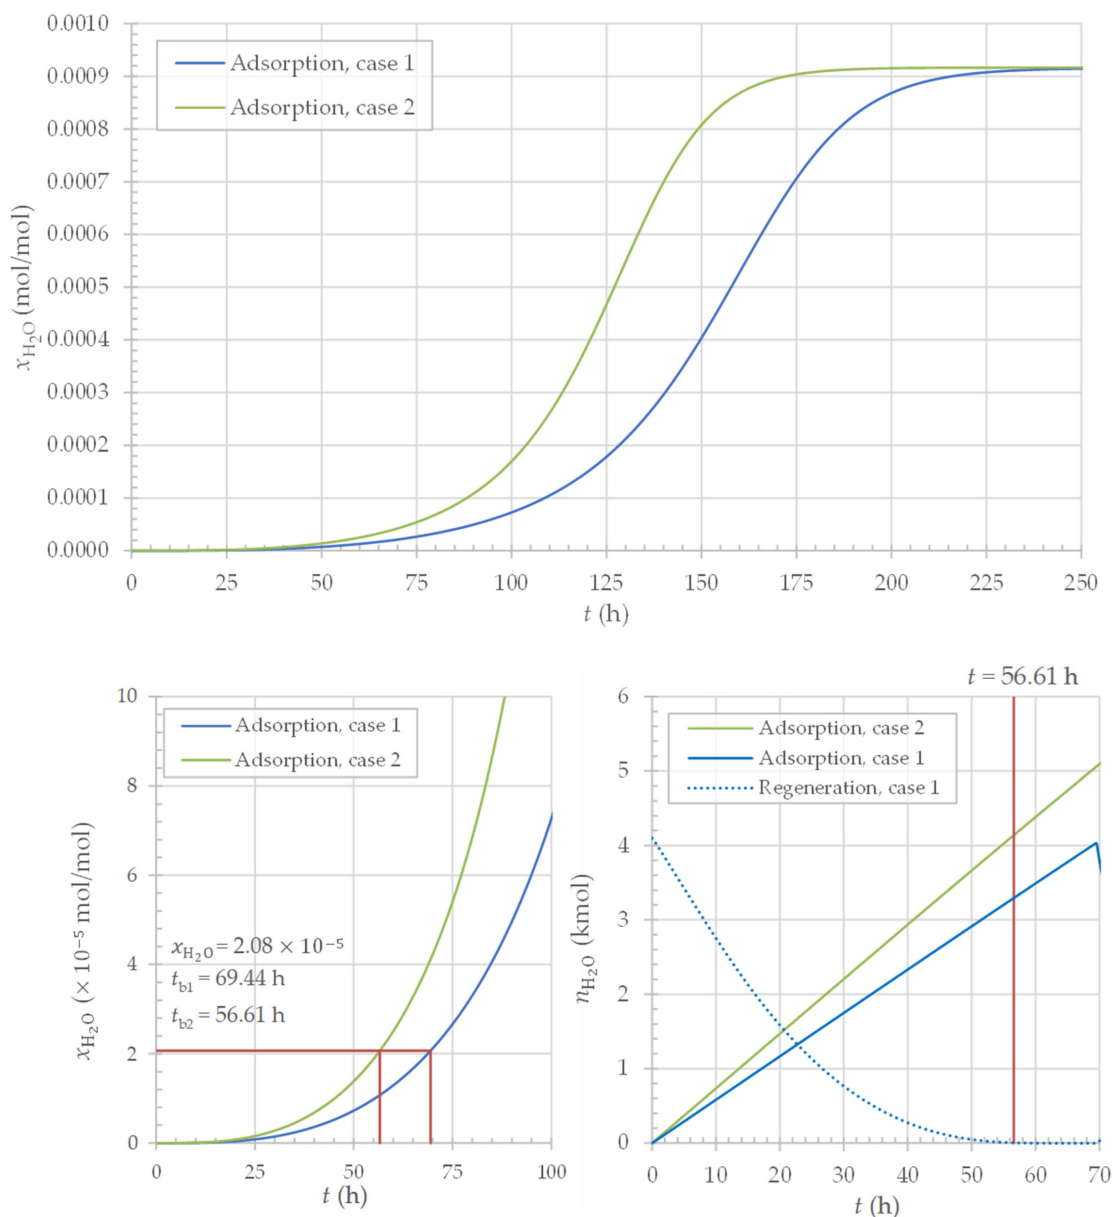 0.0010
0.0009
0.0008
0.0007
0.0006
0.0005
0.0004
0.0003
0.0002
0.0001
0.0000
x_H₂O (mol/mol)
Adsorption, case 1
Adsorption, case 2
0 25 50 75 100 125 150 175 200 225 250
t (h)
10
8
6
4
2
0
x_H₂O (× 10⁻⁵ mol/mol)
Adsorption, case 1
Adsorption, case 2
x_H₂O = 2.08 × 10⁻⁵
t_b1 = 69.44 h
t_b2 = 56.61 h
0 25 50 75 100
t (h)
t = 56.61 h
6
5
4
3
2
1
0
n_H₂O (kmol)
Adsorption, case 2
Adsorption, case 1
Regeneration, case 1
0 10 20 30 40 50 60 70
t (h)